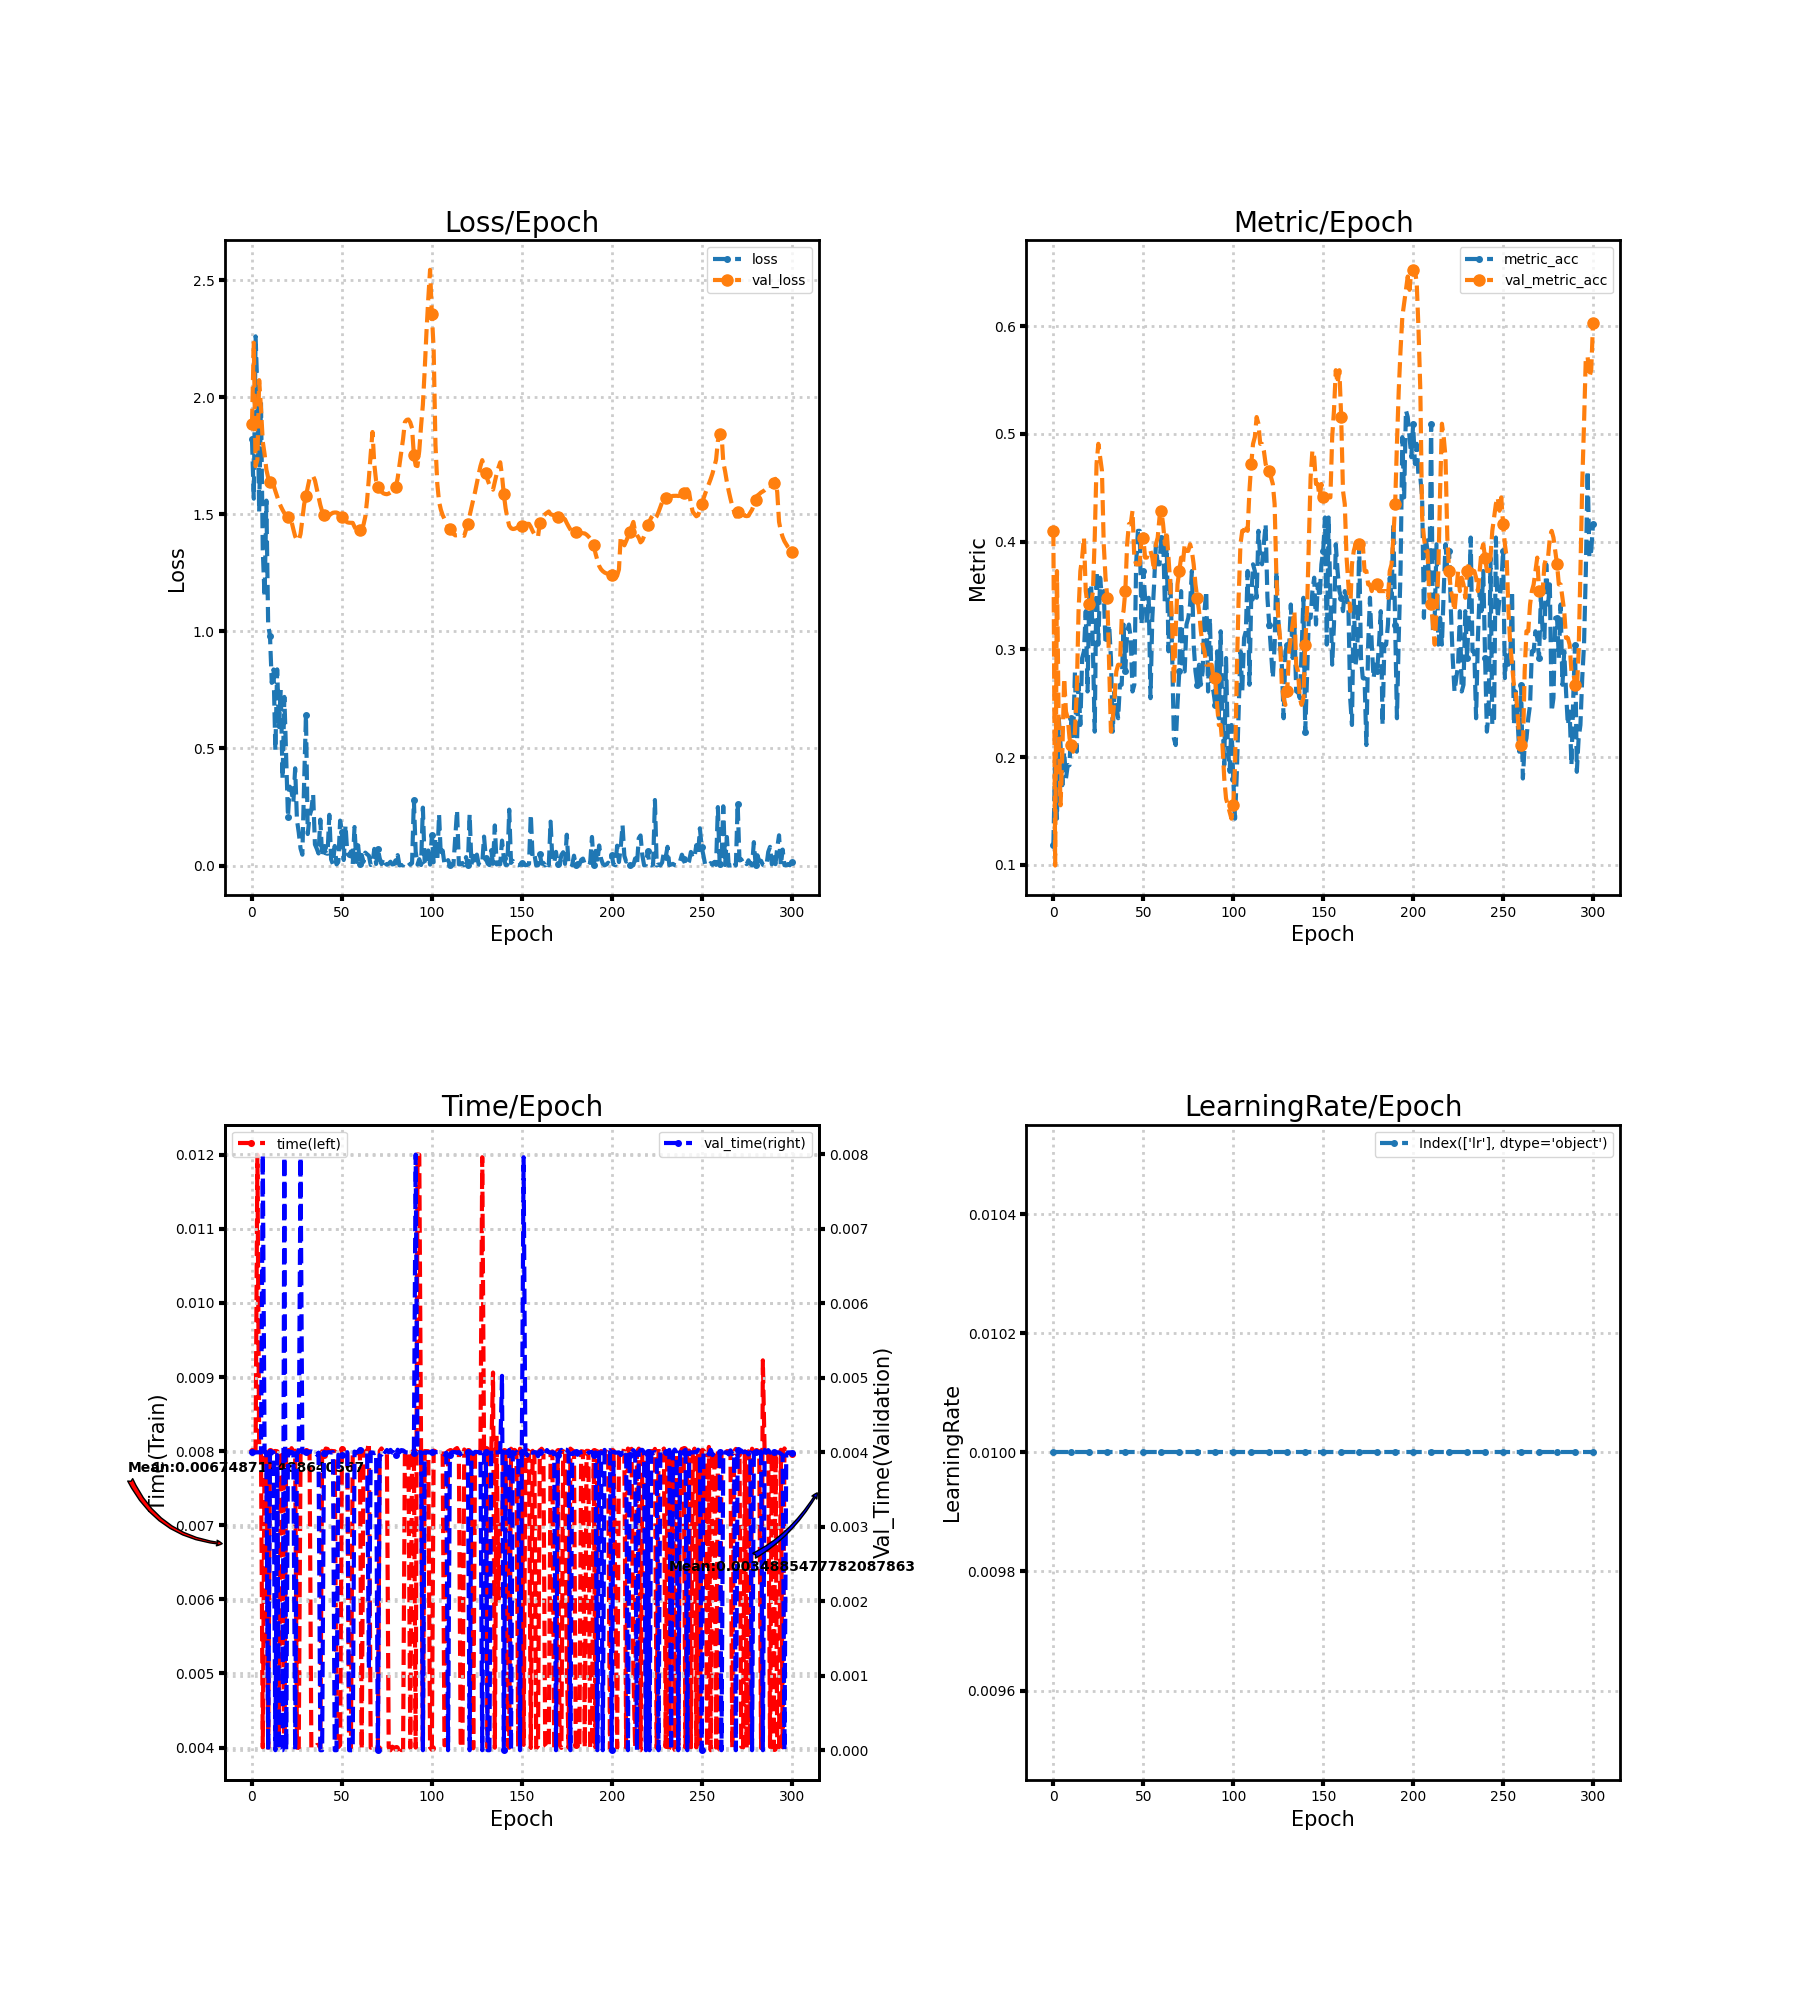 Loss/Epoch
loss
val_loss
2.5
2.0
1.5
1.0
0.5
0.0
Loss
0 50 100 150 200 250 300
Epoch
Metric/Epoch
metric_acc
val_metric_acc
0.6
0.5
0.4
0.3
0.2
0.1
Metric
0 50 100 150 200 250 300
Epoch
Time/Epoch
time(left)
val_time(right)
0.012
0.011
0.010
0.009
0.008
0.007
0.006
0.005
0.004
Time(Train)
0.008
0.007
0.006
0.005
0.004
0.003
0.002
0.001
0.000
Val_Time(Validation)
Mean:0.0034885477782087863
0 50 100 150 200 250 300
Epoch
LearningRate/Epoch
Index(['lr'], dtype='object')
0.0104
0.0102
0.0100
0.0098
0.0096
LearningRate
0 50 100 150 200 250 300
Epoch